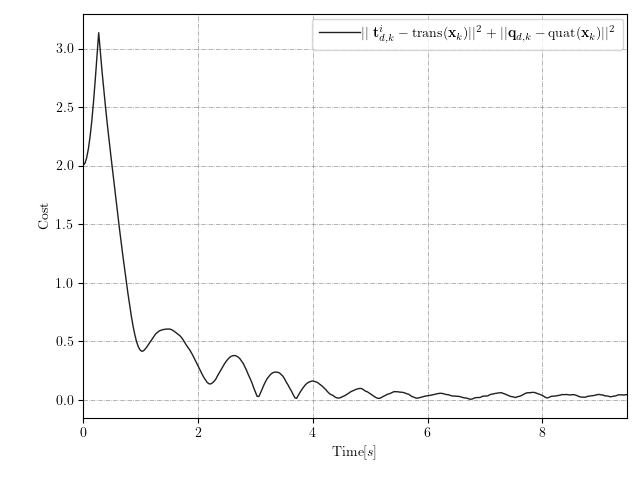 || t^i_{d,k} − trans(x_k)||^2 + ||q_{d,k} − quat(x_k)||^2
3.0
2.5
2.0
1.5
1.0
0.5
0.0
Cost
0 2 4 6 8
Time[s]